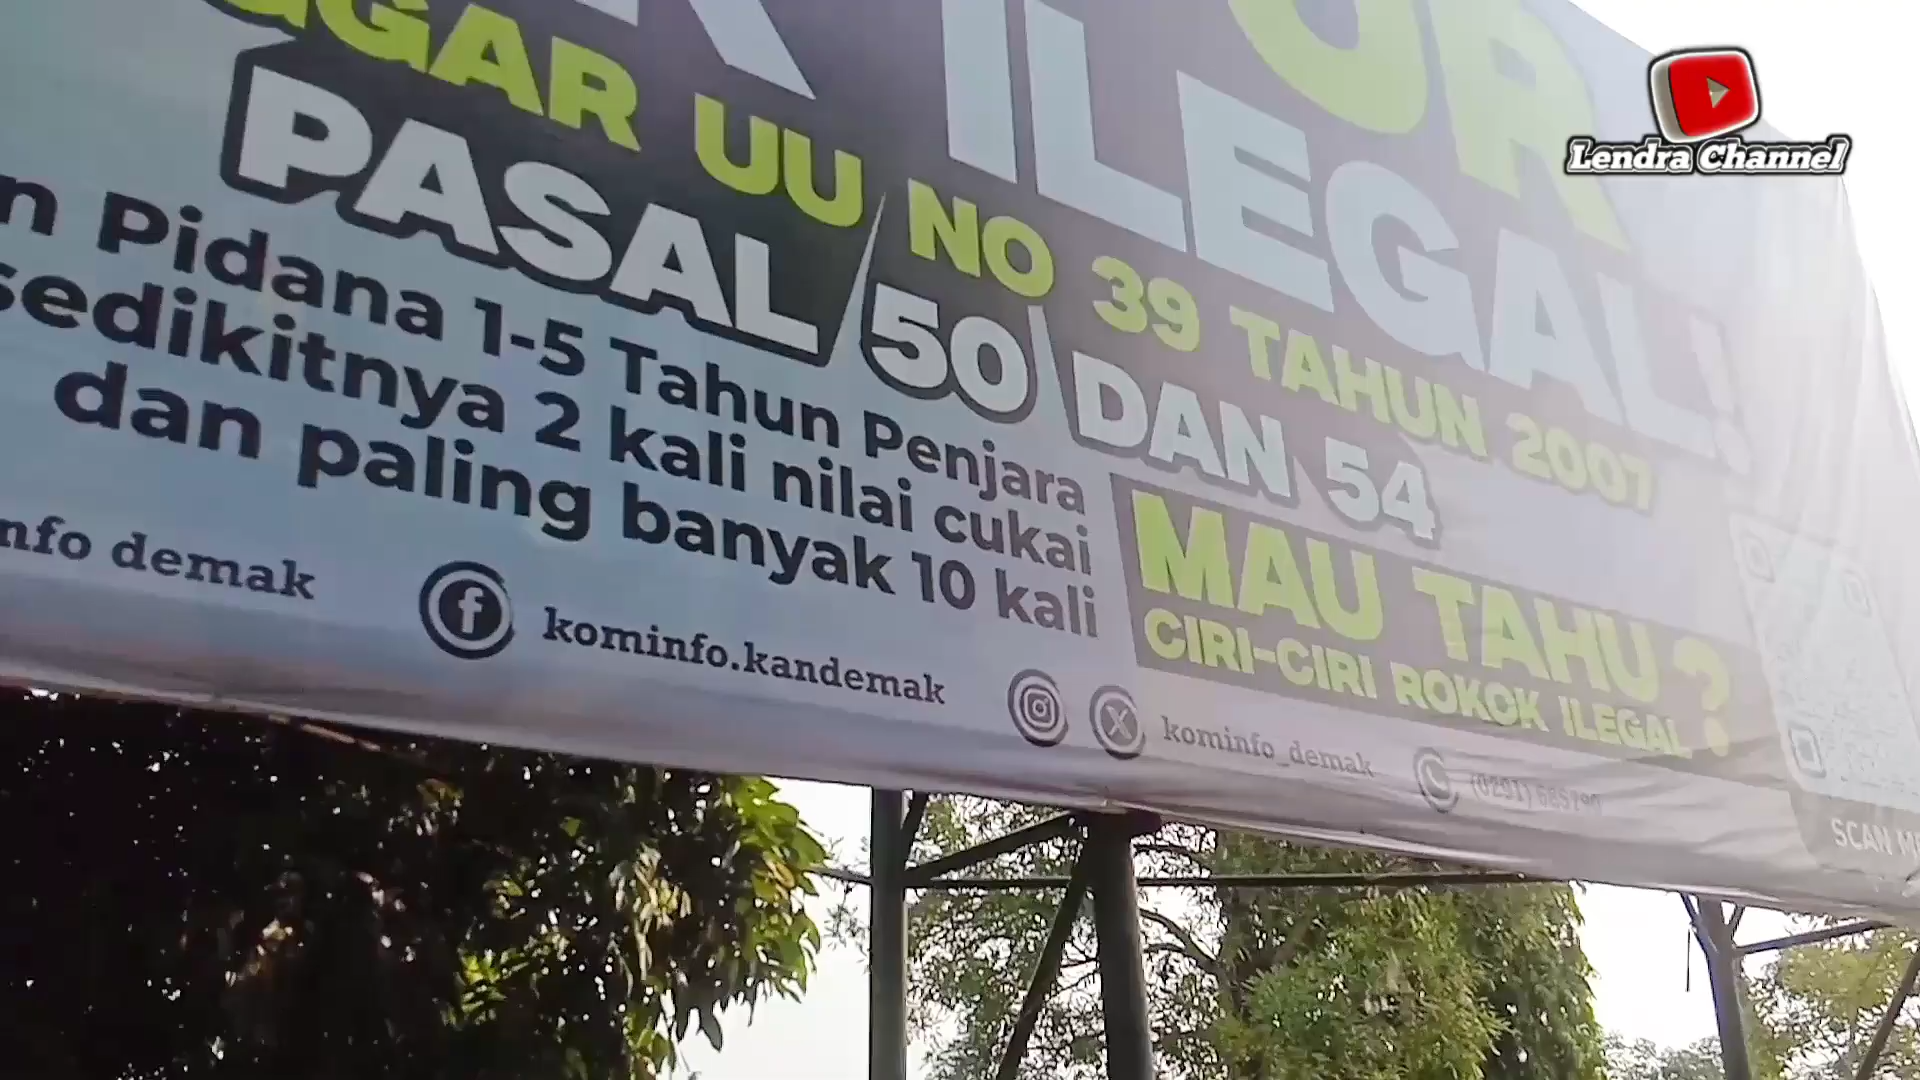 Lendra Channel
ILEGAL!
GGAR UU NO 39 TAHUN 2007
PASAL 50 DAN 54
n Pidana 1-5 Tahun Penjara
sedikitnya 2 kali nilai cukai
dan paling banyak 10 kali
MAU TAHU ?
CIRI-CIRI ROKOK ILEGAL
nfo demak
kominfo.kandemak
kominfo_demak
SCAN M